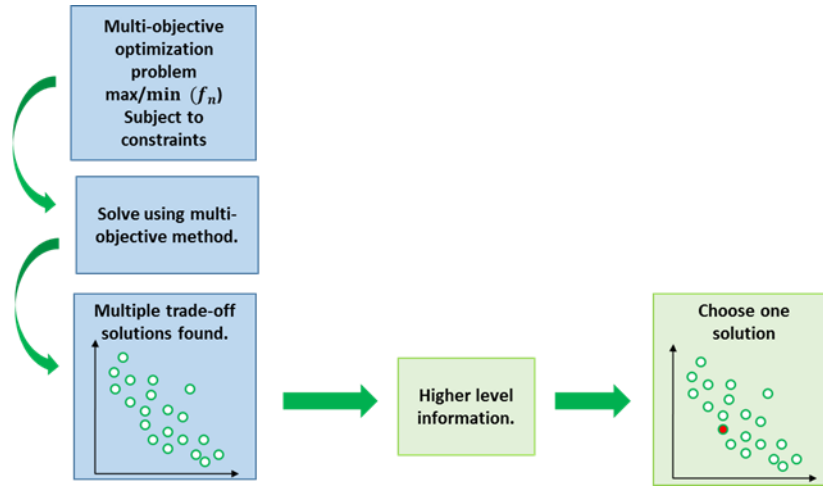 Multi-objective
optimization
problem
max/min (fₙ)
Subject to
constraints
Solve using multi-
objective method.
Multiple trade-off
solutions found.
Higher level
information.
Choose one
solution